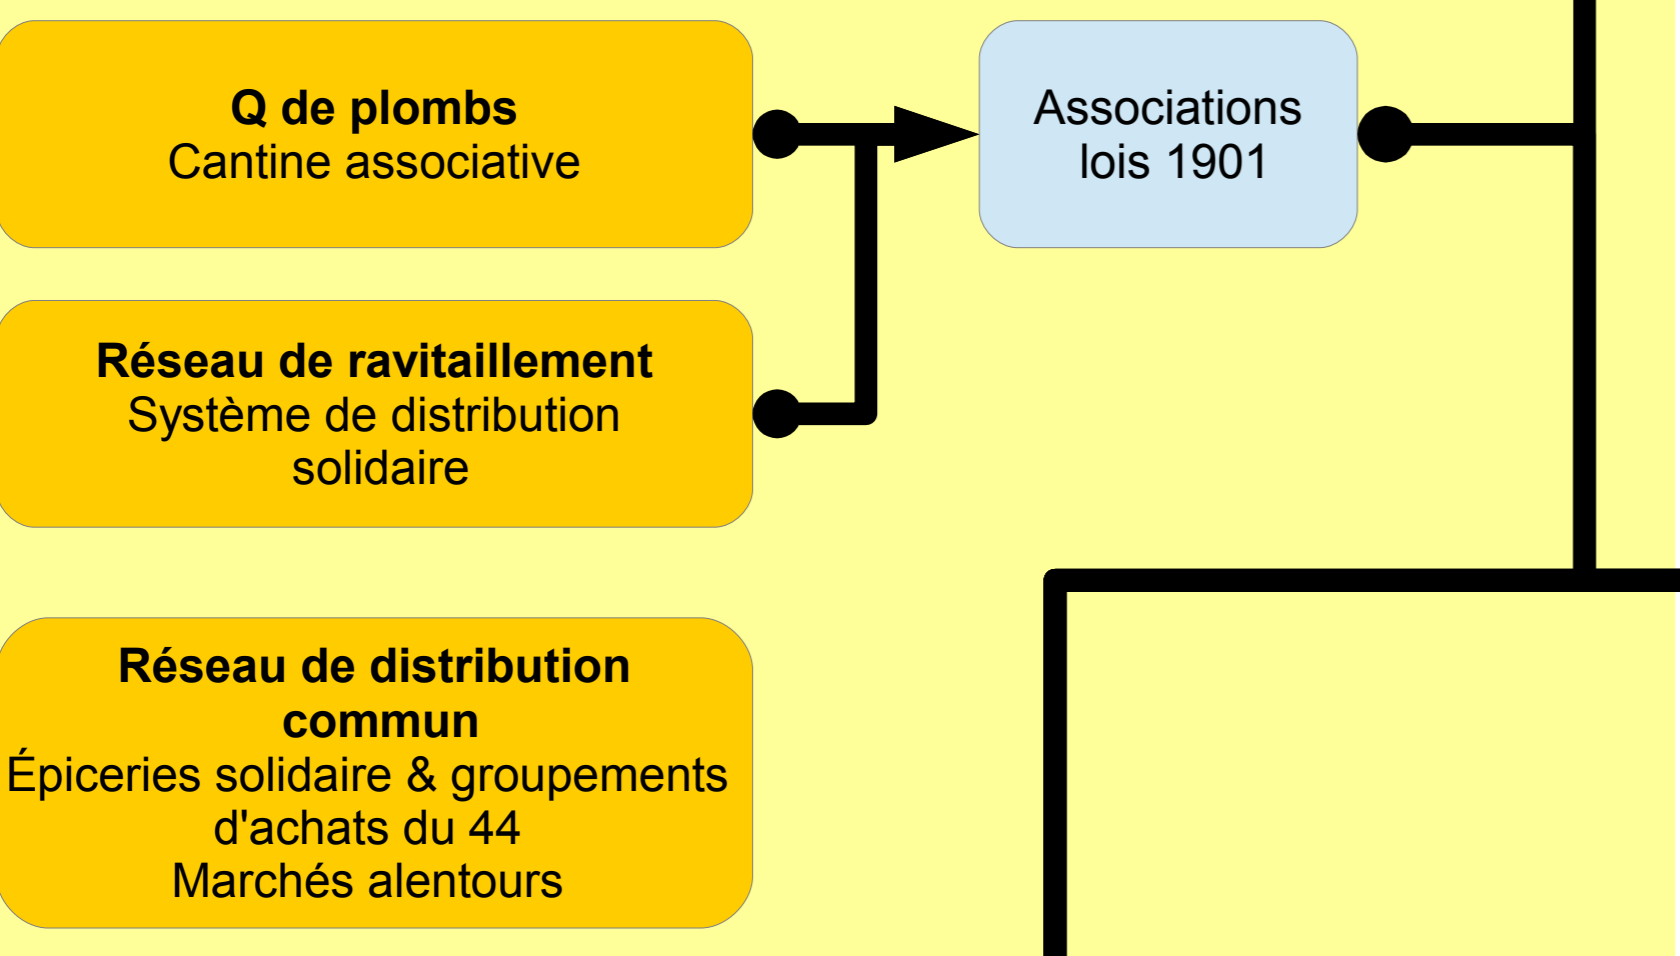 Q de plombs
Cantine associative
Associations
lois 1901
Réseau de ravitaillement
Système de distribution
solidaire
Réseau de distribution
commun
Épiceries solidaire & groupements
d'achats du 44
Marchés alentours